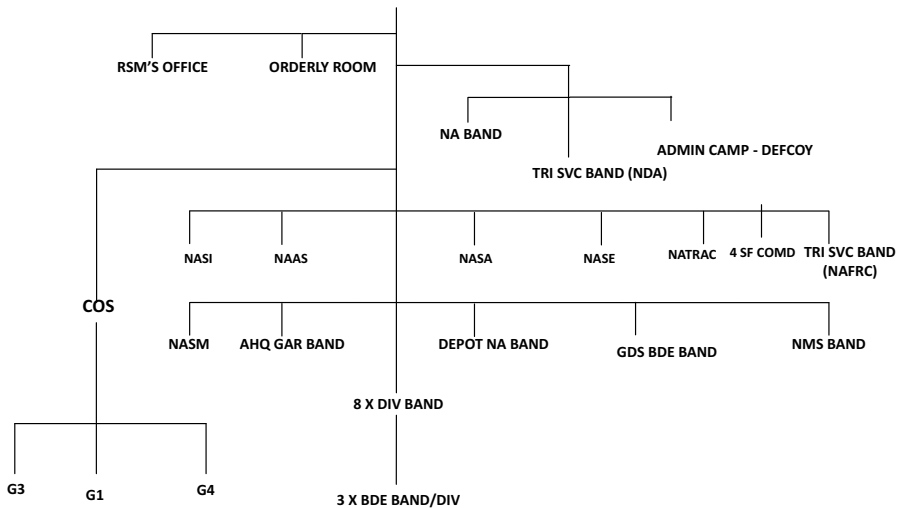 RSM'S OFFICE
ORDERLY ROOM
NA BAND
ADMIN CAMP - DEFCOY
TRI SVC BAND (NDA)
NASI
NAAS
NASA
NASE
NATRAC
4 SF COMD
TRI SVC BAND
(NAFRC)
COS
NASM
AHQ GAR BAND
DEPOT NA BAND
GDS BDE BAND
NMS BAND
8 X DIV BAND
G3
G1
G4
3 X BDE BAND/DIV